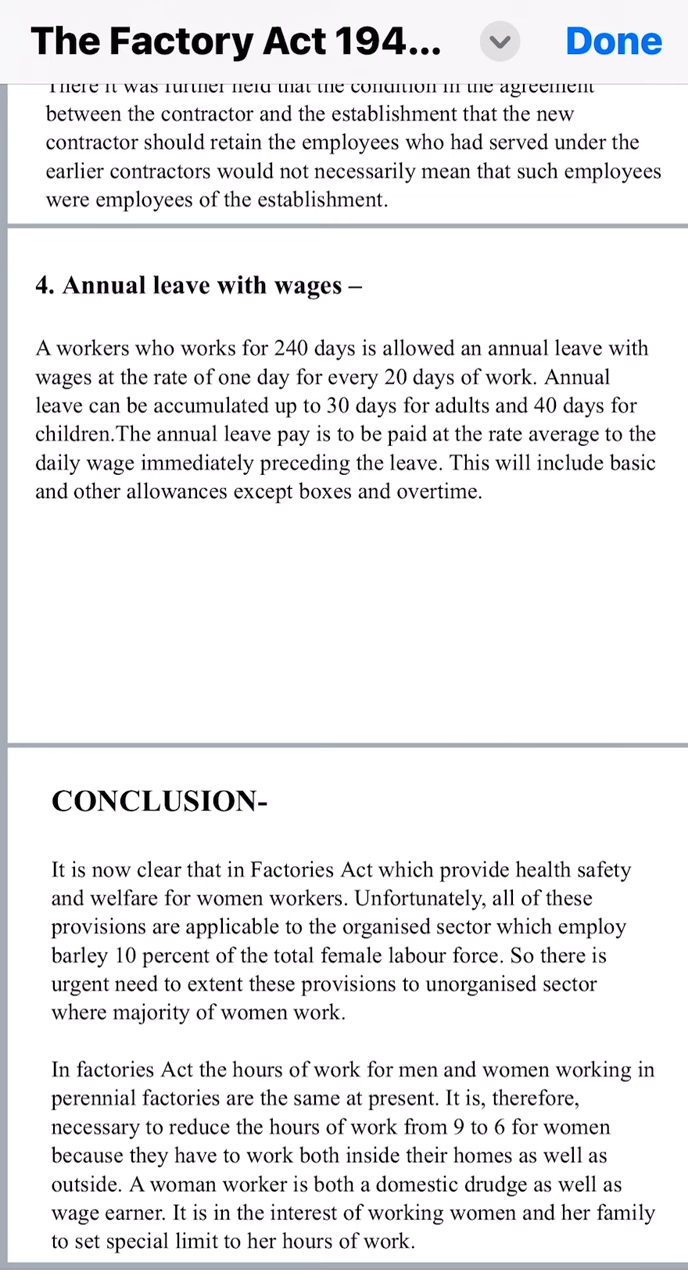 The Factory Act 194...
Done
There it was further held that the condition in the agreement
between the contractor and the establishment that the new
contractor should retain the employees who had served under the
earlier contractors would not necessarily mean that such employees
were employees of the establishment.
4. Annual leave with wages –
A workers who works for 240 days is allowed an annual leave with
wages at the rate of one day for every 20 days of work. Annual
leave can be accumulated up to 30 days for adults and 40 days for
children.The annual leave pay is to be paid at the rate average to the
daily wage immediately preceding the leave. This will include basic
and other allowances except boxes and overtime.
CONCLUSION-
It is now clear that in Factories Act which provide health safety
and welfare for women workers. Unfortunately, all of these
provisions are applicable to the organised sector which employ
barley 10 percent of the total female labour force. So there is
urgent need to extent these provisions to unorganised sector
where majority of women work.
In factories Act the hours of work for men and women working in
perennial factories are the same at present. It is, therefore,
necessary to reduce the hours of work from 9 to 6 for women
because they have to work both inside their homes as well as
outside. A woman worker is both a domestic drudge as well as
wage earner. It is in the interest of working women and her family
to set special limit to her hours of work.